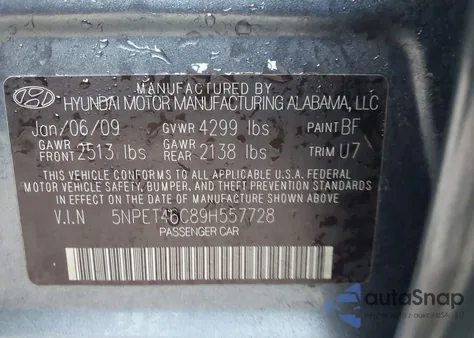 MANUFACTURED BY
HYUNDAI MOTOR MANUFACTURING ALABAMA, LLC
Jan/06/09 GVWR 4299 lbs PAINT BF
GAWR FRONT 2513 lbs GAWR REAR 2138 lbs TRIM U7
THIS VEHICLE CONFORMS TO ALL APPLICABLE U.S.A. FEDERAL
MOTOR VEHICLE SAFETY, BUMPER, AND THEFT PREVENTION STANDARDS
IN EFFECT ON THE DATE OF MANUFACTURE SHOWN ABOVE.
V.I.N 5NPET46C89H557728
PASSENGER CAR
autoSnap